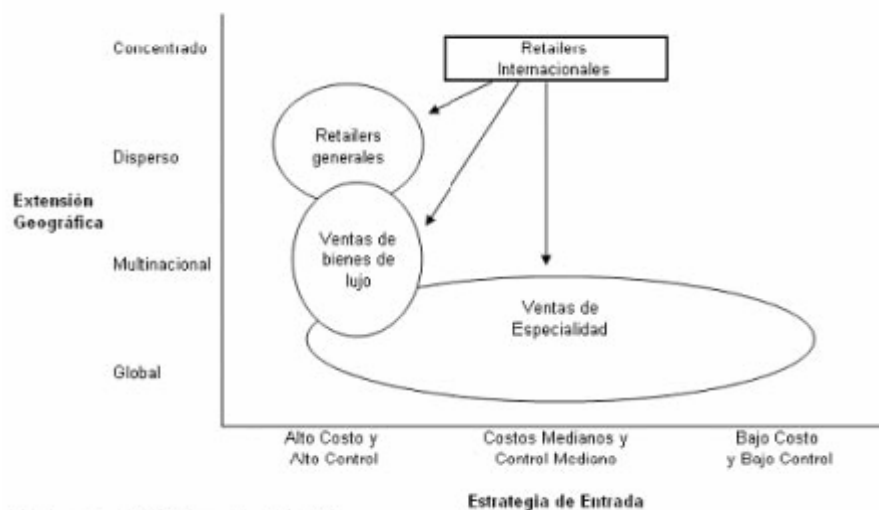 Concentrado
Retailers
Internacionales
Retailers
generales
Disperso
Extensión
Geográfica
Ventas de
bienes de
lujo
Multinacional
Ventas de
Especialidad
Global
Alto Costo y
Alto Control
Costos Medianos y
Control Mediano
Bajo Costo
y Bajo Control
Estrategia de Entrada